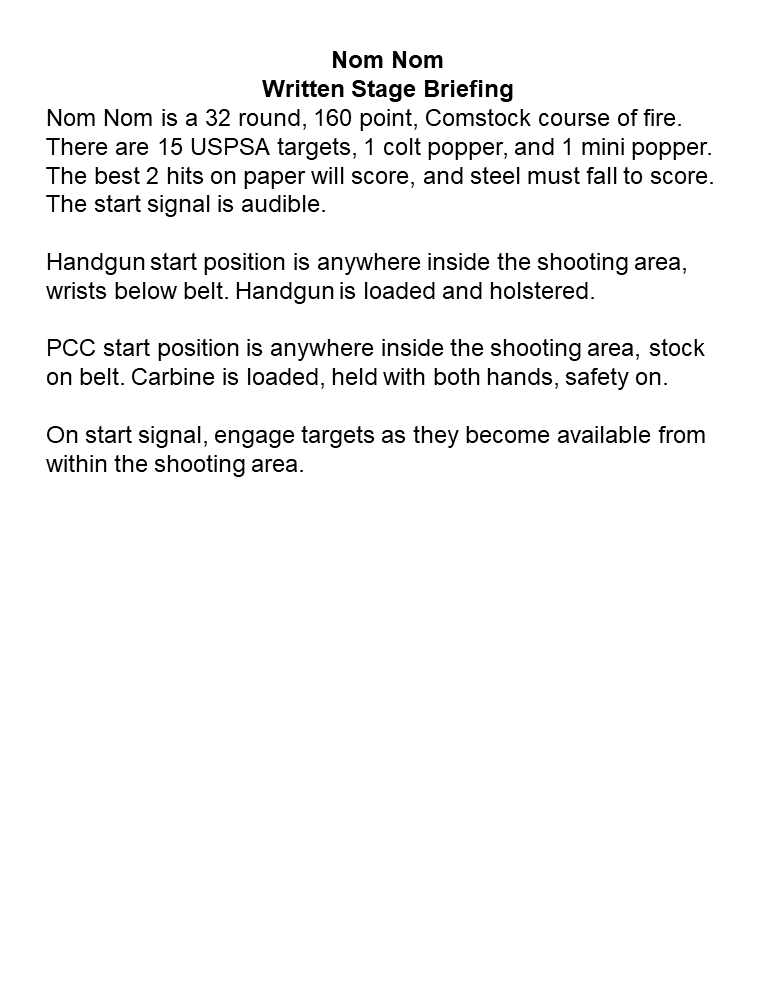 Nom Nom
Written Stage Briefing
Nom Nom is a 32 round, 160 point, Comstock course of fire.
There are 15 USPSA targets, 1 colt popper, and 1 mini popper.
The best 2 hits on paper will score, and steel must fall to score.
The start signal is audible.
Handgun start position is anywhere inside the shooting area,
wrists below belt. Handgun is loaded and holstered.
PCC start position is anywhere inside the shooting area, stock
on belt. Carbine is loaded, held with both hands, safety on.
On start signal, engage targets as they become available from
within the shooting area.